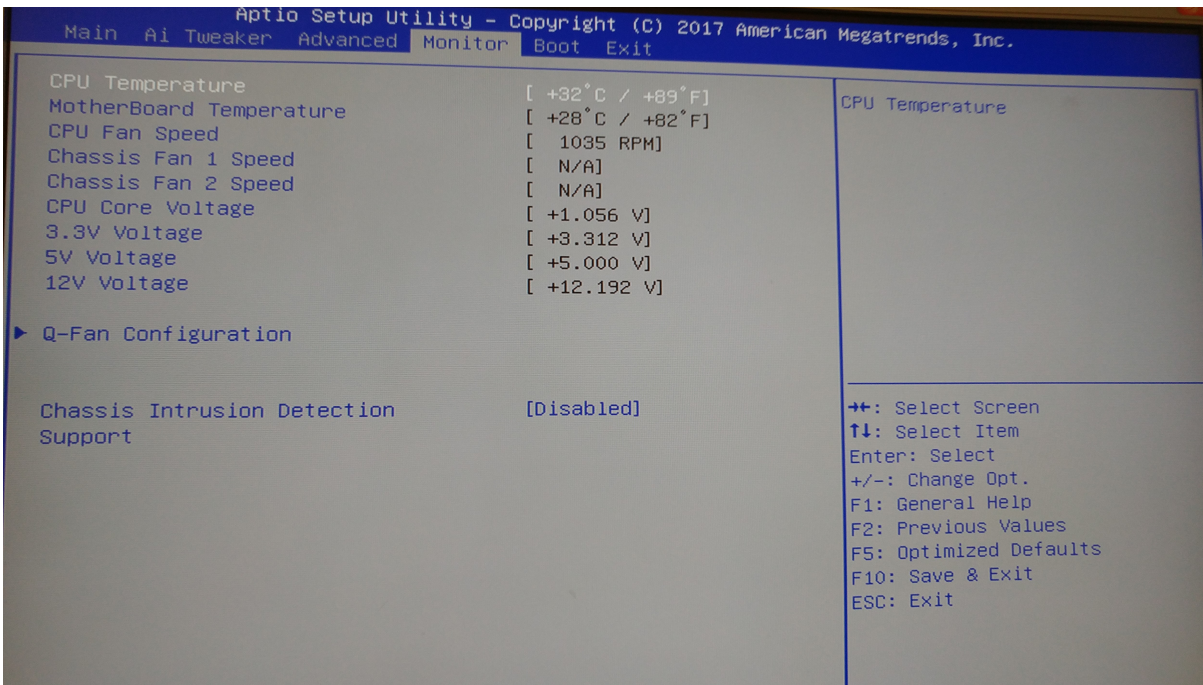 Aptio Setup Utility – Copyright (C) 2017 American Megatrends, Inc.
Main Ai Tweaker Advanced Monitor Boot Exit
CPU Temperature [ +32°C / +89°F]
MotherBoard Temperature [ +28°C / +82°F]
CPU Fan Speed [ 1035 RPM]
Chassis Fan 1 Speed [ N/A]
Chassis Fan 2 Speed [ N/A]
CPU Core Voltage [ +1.056 V]
3.3V Voltage [ +3.312 V]
5V Voltage [ +5.000 V]
12V Voltage [ +12.192 V]
► Q-Fan Configuration
Chassis Intrusion Detection [Disabled]
Support
CPU Temperature
→←: Select Screen
↑↓: Select Item
Enter: Select
+/-: Change Opt.
F1: General Help
F2: Previous Values
F5: Optimized Defaults
F10: Save & Exit
ESC: Exit